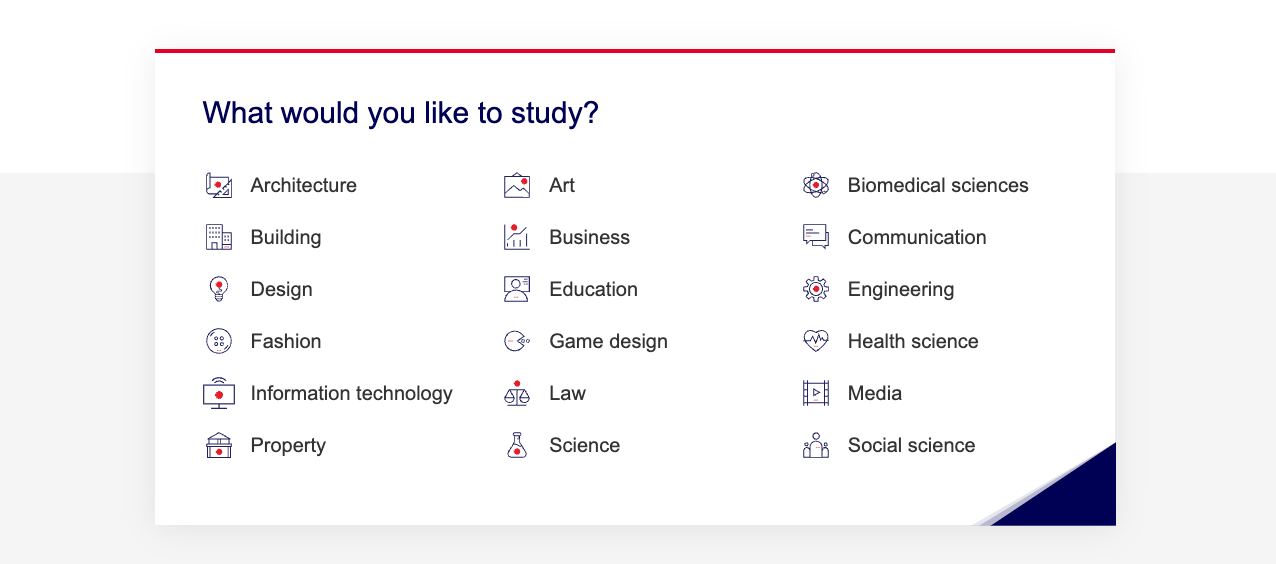 What would you like to study?
Architecture
Art
Biomedical sciences
Building
Business
Communication
Design
Education
Engineering
Fashion
Game design
Health science
Information technology
Law
Media
Property
Science
Social science